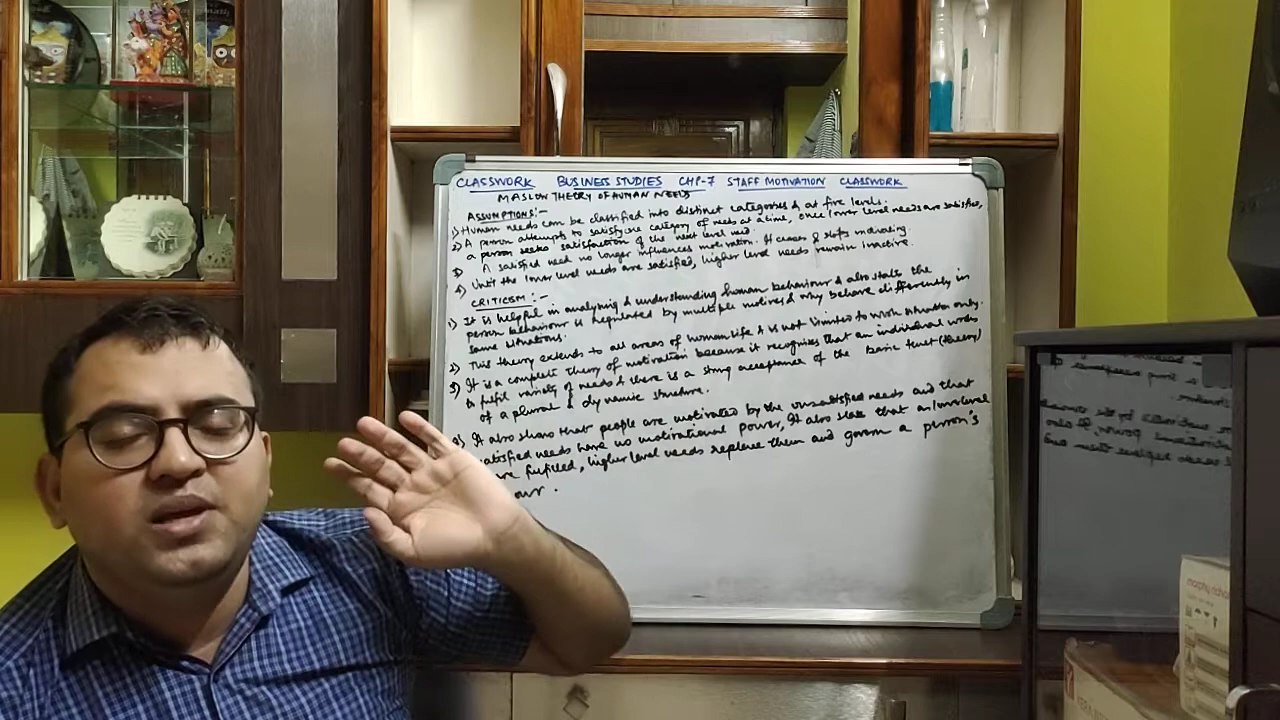 CLASSWORK BUSINESS STUDIES CHP-7 STAFF MOTIVATION CLASSWORK
MASLOW THEORY OF HUMAN NEEDS
ASSUMPTIONS:-
1) Human needs can be classified into distinct categories & at five levels.
2) A person attempts to satisfy one category of needs at a time, once lower level needs are satisfied,
a person seeks satisfaction of the next level need.
3) A satisfied need no longer influences motivation. It ceases & stops
4) Until the lower level needs are satisfied, higher level needs remain inactive.
CRITICISM:-
1) It is helpful in analysing & understanding human behaviour & also stats the
person behaviour is regulated by multiple motives & why behave differently in
same situations.
2) This theory extends to all areas of human life & is not limited to work situation only.
3) It is a complete theory of motivation because it recognizes that an individual works
to fulfil variety of needs & there is a strong acceptance of the basic tenet (theory)
of a plural & dynamic structure.
4) It also shows that people are motivated by the unsatisfied needs and that
atisfied needs have no motivational power, It also state that as level
re fulfilled, higher level needs replace them and govern a person's
our.
morphy richar